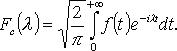 F_c(λ) = √(2/π) ∫_0^{+∞} f(t)e^{-iλt}dt.